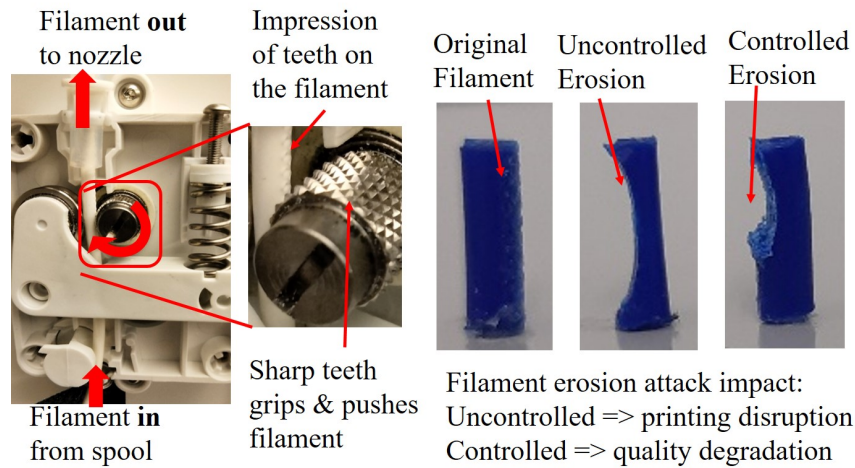 Filament out
to nozzle
Impression
of teeth on
the filament
Original
Filament
Uncontrolled
Erosion
Controlled
Erosion
Sharp teeth
grips & pushes
filament
Filament in
from spool
Filament erosion attack impact:
Uncontrolled => printing disruption
Controlled => quality degradation